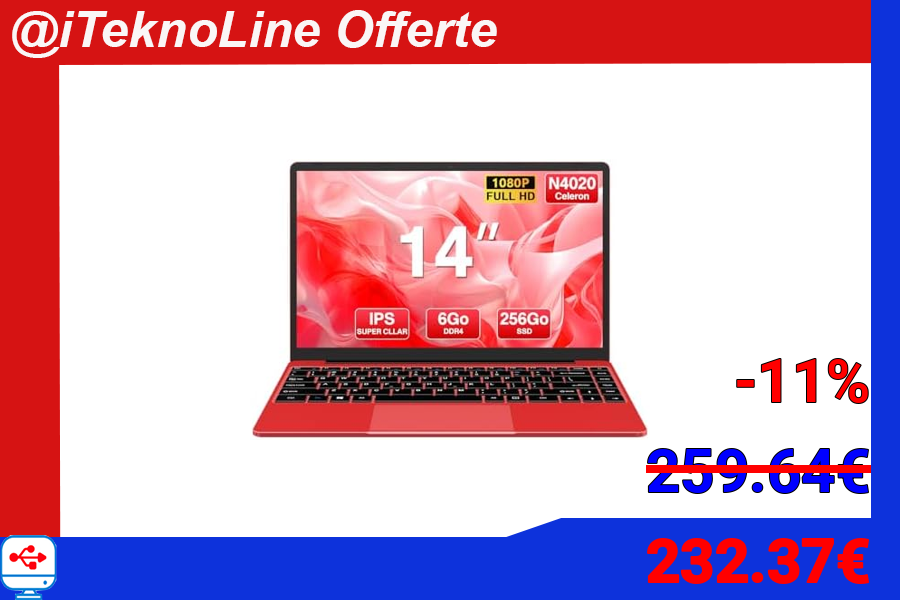 @iTeknoLine Offerte
1080P
FULL HD
N4020
Celeron
14"
IPS
SUPER CLLAR
6Go
DDR4
256Go
SSD
-11%
259.64€
232.37€